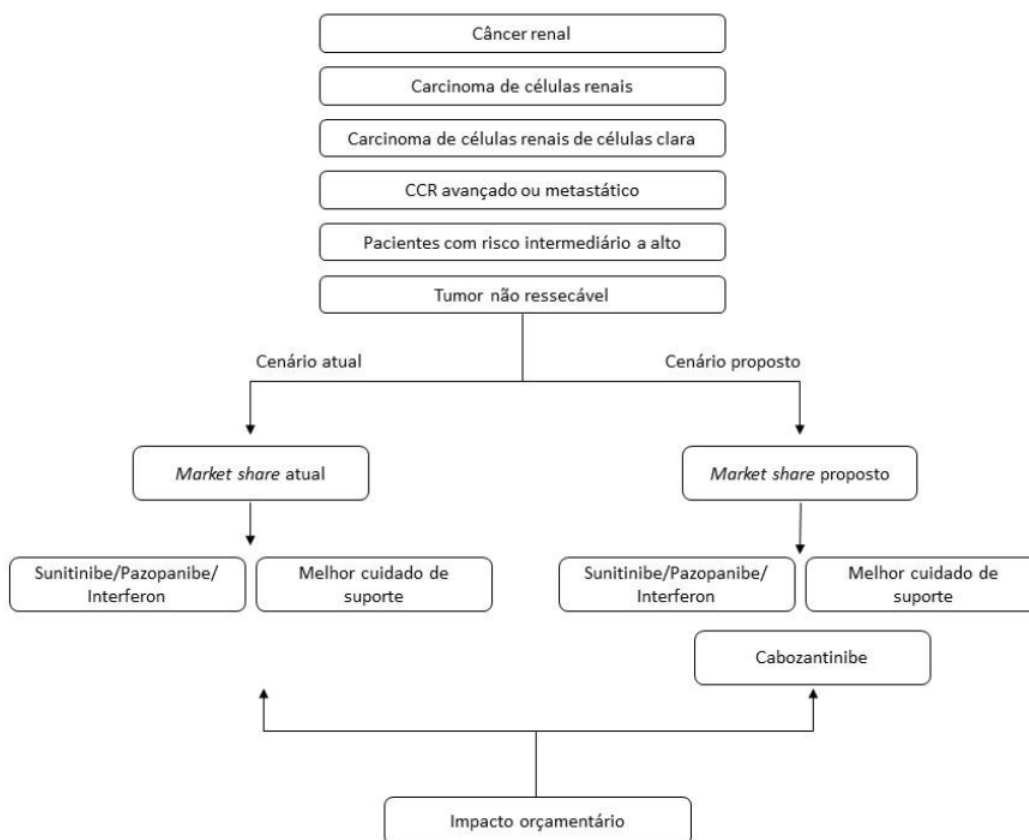 Câncer renal
Carcinoma de células renais
Carcinoma de células renais de células clara
CCR avançado ou metastático
Pacientes com risco intermediário a alto
Tumor não ressecável
Cenário atual
Cenário proposto
Market share atual
Market share proposto
Sunitinibe/Pazopanibe/
Interferon
Melhor cuidado de
suporte
Sunitinibe/Pazopanibe/
Interferon
Melhor cuidado de
suporte
Cabozantinibe
Impacto orçamentário